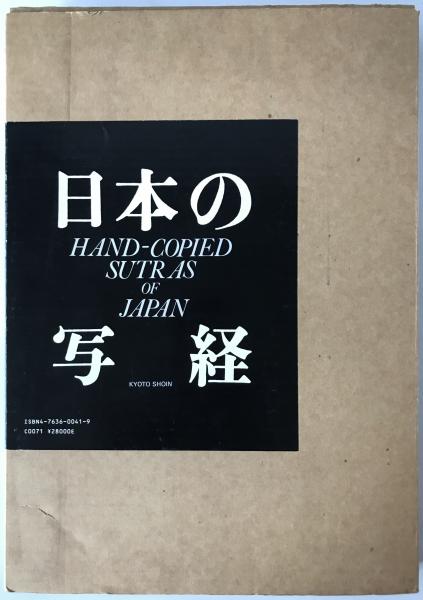 日本の
HAND-COPIED
SUTRAS
OF
JAPAN
写経
KYOTO SHOIN
ISBN4-7636-0041-9
C0071 ¥28000E